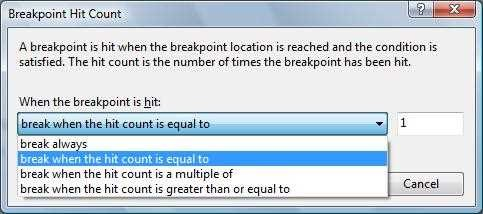 Breakpoint Hit Count
A breakpoint is hit when the breakpoint location is reached and the condition is
satisfied. The hit count is the number of times the breakpoint has been hit.
When the breakpoint is hit:
break when the hit count is equal to 1
break always
break when the hit count is equal to
break when the hit count is a multiple of
break when the hit count is greater than or equal to
Cancel